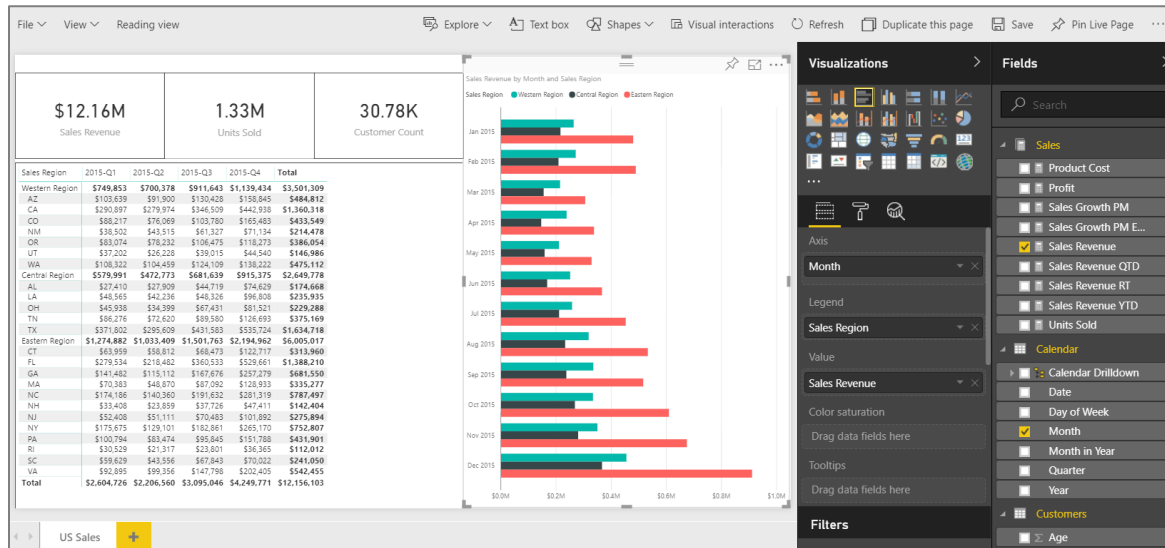 File View Reading view Explore Text box Shapes Visual interactions Refresh Duplicate this page Save Pin Live Page ...
$12.16M
Sales Revenue
1.33M
Units Sold
30.78K
Customer Count
Sales Region 2015-Q1 2015-Q2 2015-Q3 2015-Q4 Total
Western Region $749,853 $700,378 $911,643 $1,139,434 $3,501,309
AZ $103,639 $91,900 $130,428 $158,845 $484,812
CA $290,897 $279,974 $346,509 $442,938 $1,360,318
CO $88,217 $76,069 $103,780 $165,483 $433,549
NM $38,502 $43,515 $61,327 $71,134 $214,478
OR $83,074 $78,232 $106,475 $118,273 $386,054
UT $37,202 $26,228 $39,015 $44,540 $146,986
WA $108,322 $104,459 $124,109 $138,222 $475,112
Central Region $579,991 $472,773 $681,639 $915,375 $2,649,778
AL $27,410 $27,909 $44,719 $74,629 $174,668
LA $48,565 $42,236 $48,326 $96,808 $235,935
OH $45,938 $34,399 $67,431 $81,521 $229,288
TN $86,276 $72,620 $89,580 $126,693 $375,169
TX $371,802 $295,609 $431,583 $535,724 $1,634,718
Eastern Region $1,274,882 $1,033,409 $1,501,763 $2,194,962 $6,005,017
CT $63,959 $58,812 $68,473 $122,717 $313,960
FL $279,534 $218,482 $360,533 $529,661 $1,388,210
GA $141,482 $115,112 $167,676 $257,279 $681,550
MA $70,383 $48,870 $87,092 $128,933 $335,277
NC $174,186 $140,360 $191,632 $281,319 $787,497
NH $33,408 $23,859 $37,726 $47,411 $142,404
NJ $52,408 $51,111 $70,483 $101,892 $275,894
NY $175,675 $129,101 $182,861 $265,170 $752,807
PA $100,794 $83,474 $95,845 $151,788 $431,901
RI $30,529 $21,317 $23,801 $36,365 $112,012
SC $59,629 $43,556 $67,843 $70,022 $241,050
VA $92,895 $99,356 $147,798 $202,405 $542,455
Total $2,604,726 $2,206,560 $3,095,046 $4,249,771 $12,156,103
Sales Revenue by Month and Sales Region
Sales Region Western Region Central Region Eastern Region
Jan 2015
Feb 2015
Mar 2015
Apr 2015
May 2015
Jun 2015
Jul 2015
Aug 2015
Sep 2015
Oct 2015
Nov 2015
Dec 2015
$0.0M $0.2M $0.4M $0.6M $0.8M $1.0M
US Sales
Visualizations
123
...
Axis
Month
Legend
Sales Region
Value
Sales Revenue
Color saturation
Drag data fields here
Tooltips
Drag data fields here
Filters
Fields
Search
Sales
Product Cost
Profit
Sales Growth PM
Sales Growth PM E...
Sales Revenue
Sales Revenue QTD
Sales Revenue RT
Sales Revenue YTD
Units Sold
Calendar
Calendar Drilldown
Date
Day of Week
Month
Month in Year
Quarter
Year
Customers
Σ Age